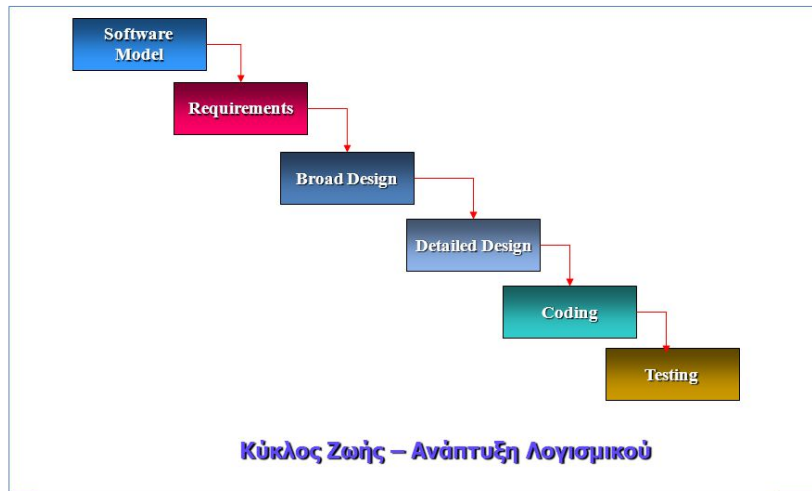 Software
Model
Requirements
Broad Design
Detailed Design
Coding
Testing
Κύκλος Ζωής – Ανάπτυξη Λογισμικού